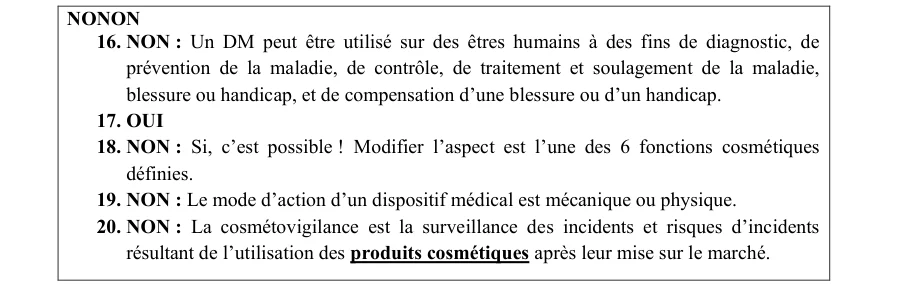 NONON
16. NON : Un DM peut être utilisé sur des êtres humains à des fins de diagnostic, de
prévention de la maladie, de contrôle, de traitement et soulagement de la maladie,
blessure ou handicap, et de compensation d’une blessure ou d’un handicap.
17. OUI
18. NON : Si, c’est possible ! Modifier l’aspect est l’une des 6 fonctions cosmétiques
définies.
19. NON : Le mode d’action d’un dispositif médical est mécanique ou physique.
20. NON : La cosmétovigilance est la surveillance des incidents et risques d’incidents
résultant de l’utilisation des produits cosmétiques après leur mise sur le marché.